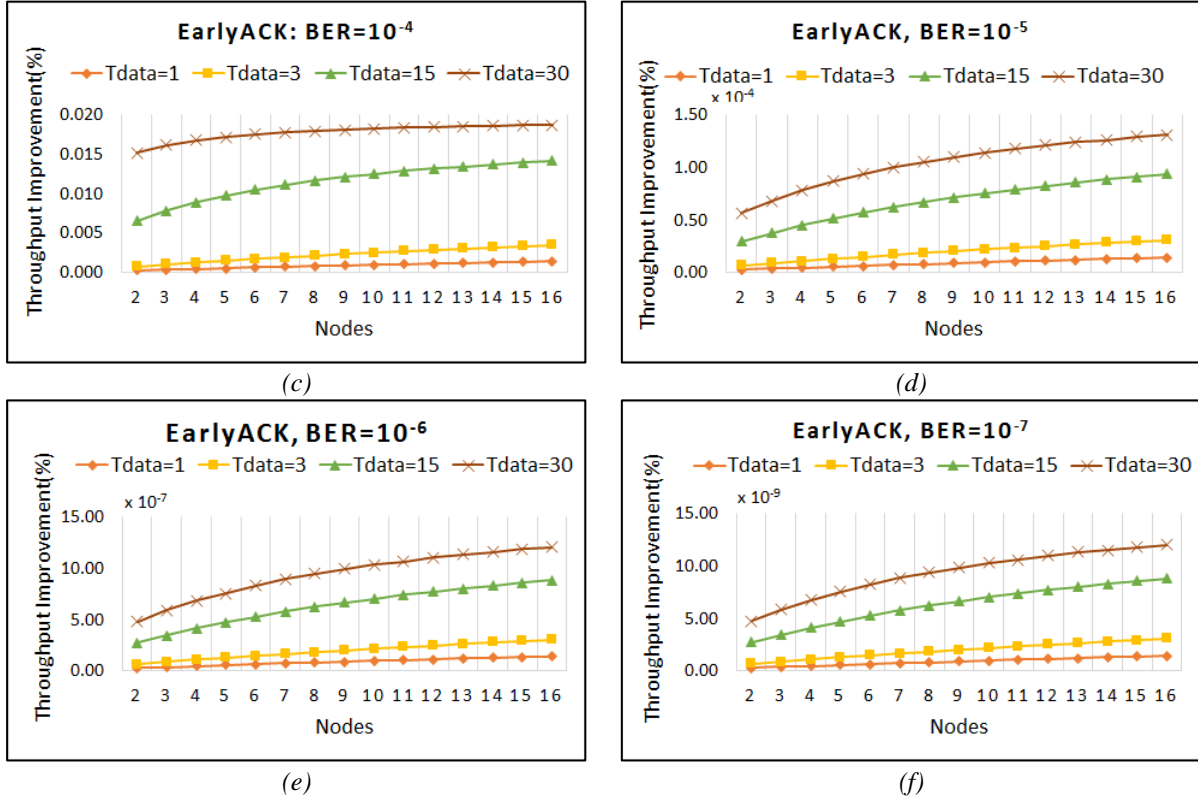 EarlyACK: BER=10⁻⁴
Tdata=1 Tdata=3 Tdata=15 Tdata=30
Throughput Improvement(%)
0.020
0.015
0.010
0.005
0.000
2 3 4 5 6 7 8 9 10 11 12 13 14 15 16
Nodes
(c)
EarlyACK, BER=10⁻⁵
Tdata=1 Tdata=3 Tdata=15 Tdata=30
x 10⁻⁴
Throughput Improvement(%)
1.50
1.00
0.50
0.00
2 3 4 5 6 7 8 9 10 11 12 13 14 15 16
Nodes
(d)
EarlyACK, BER=10⁻⁶
Tdata=1 Tdata=3 Tdata=15 Tdata=30
x 10⁻⁷
Throughput Improvement(%)
15.00
10.00
5.00
0.00
2 3 4 5 6 7 8 9 10 11 12 13 14 15 16
Nodes
(e)
EarlyACK, BER=10⁻⁷
Tdata=1 Tdata=3 Tdata=15 Tdata=30
x 10⁻⁹
Throughput Improvement(%)
15.00
10.00
5.00
0.00
2 3 4 5 6 7 8 9 10 11 12 13 14 15 16
Nodes
(f)